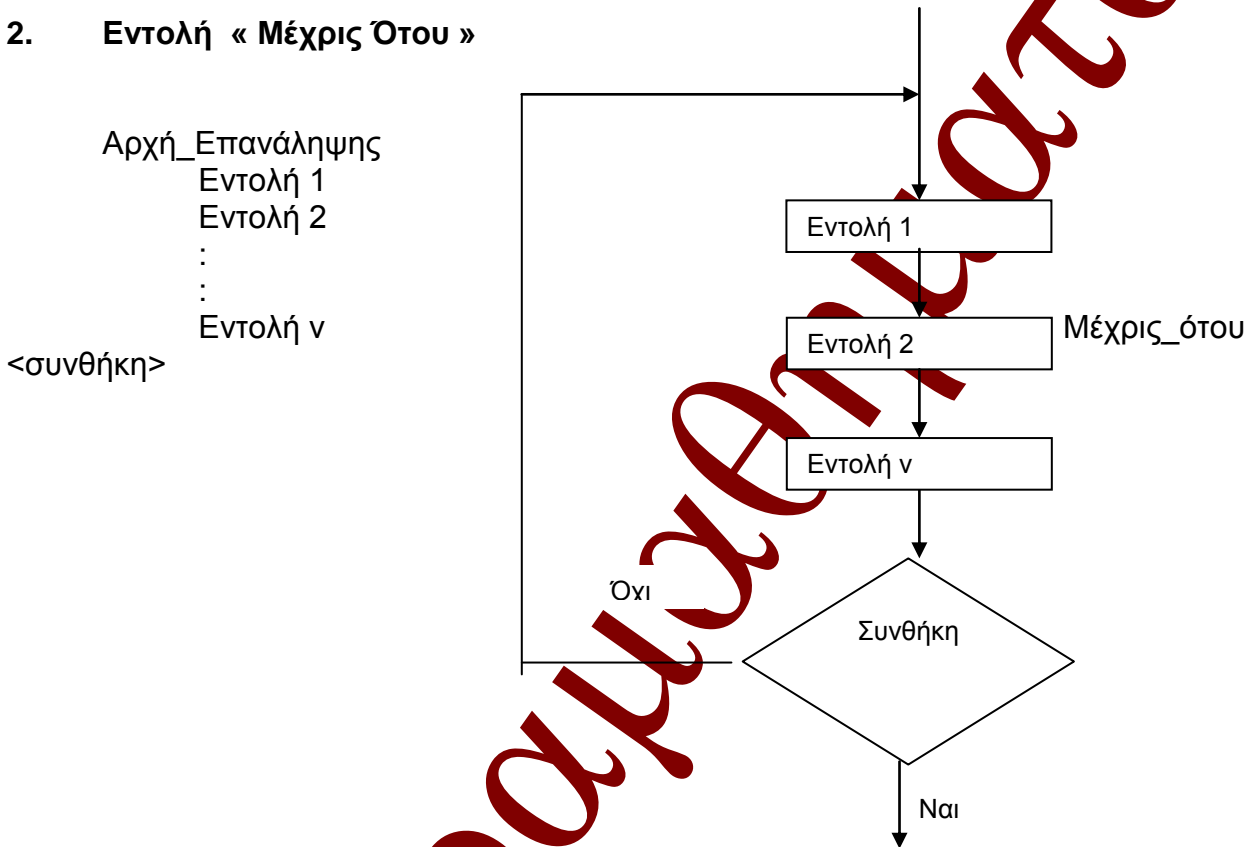 2. Εντολή « Μέχρις Ότου »
Αρχή_Επανάληψης
Εντολή 1
Εντολή 2
:
:
Εντολή ν
Μέχρις_ότου
<συνθήκη>
Εντολή 1
Εντολή 2
Εντολή ν
Όχι
Συνθήκη
Ναι